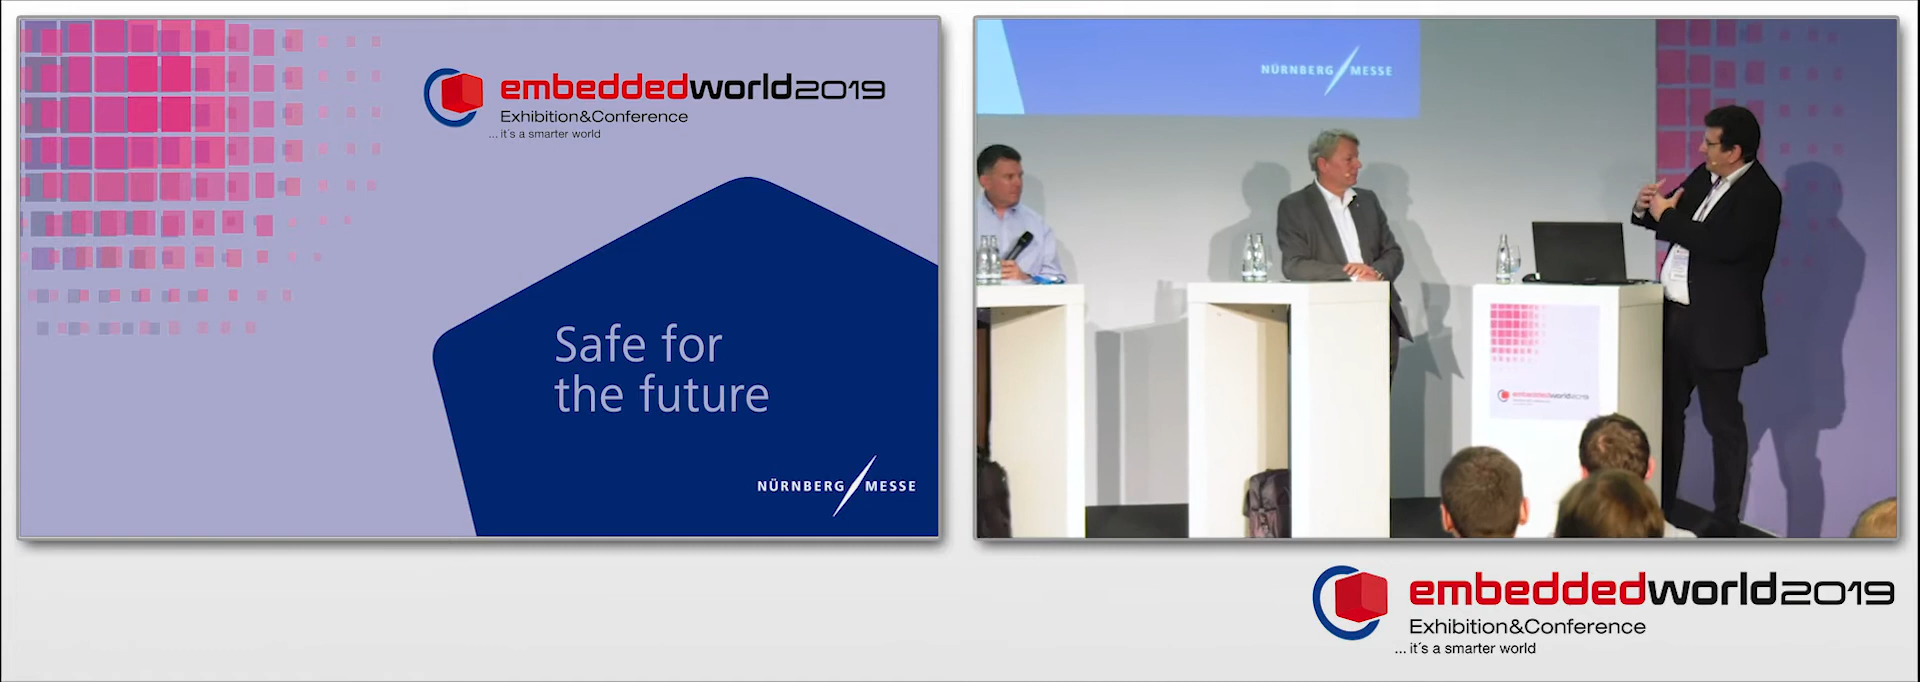 embeddedworld2019
Exhibition&Conference
... it´s a smarter world
Safe for
the future
NÜRNBERG MESSE
NÜRNBERG MESSE
embeddedworld2019
embeddedworld2019
Exhibition&Conference
... it´s a smarter world